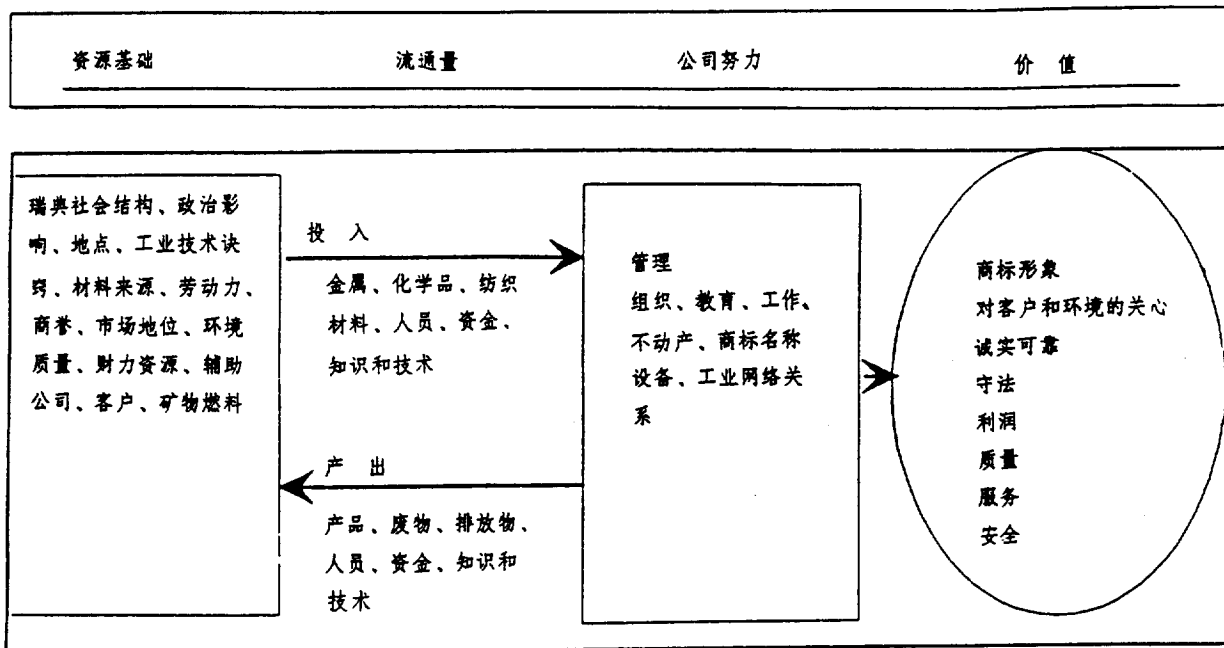 资源基础 流通量 公司努力 价 值
瑞典社会结构、政治影
响、地点、工业技术诀
窍、材料来源、劳动力、
商誉、市场地位、环境
质量、财力资源、辅助
公司、客户、矿物燃料
投 入
金属、化学品、纺织
材料、人员、资金、
知识和技术
产 出
产品、废物、排放物、
人员、资金、知识和
技术
管理
组织、教育、工作、
不动产、商标名称
设备、工业网络关
系
商标形象
对客户和环境的关心
诚实可靠
守法
利润
质量
服务
安全